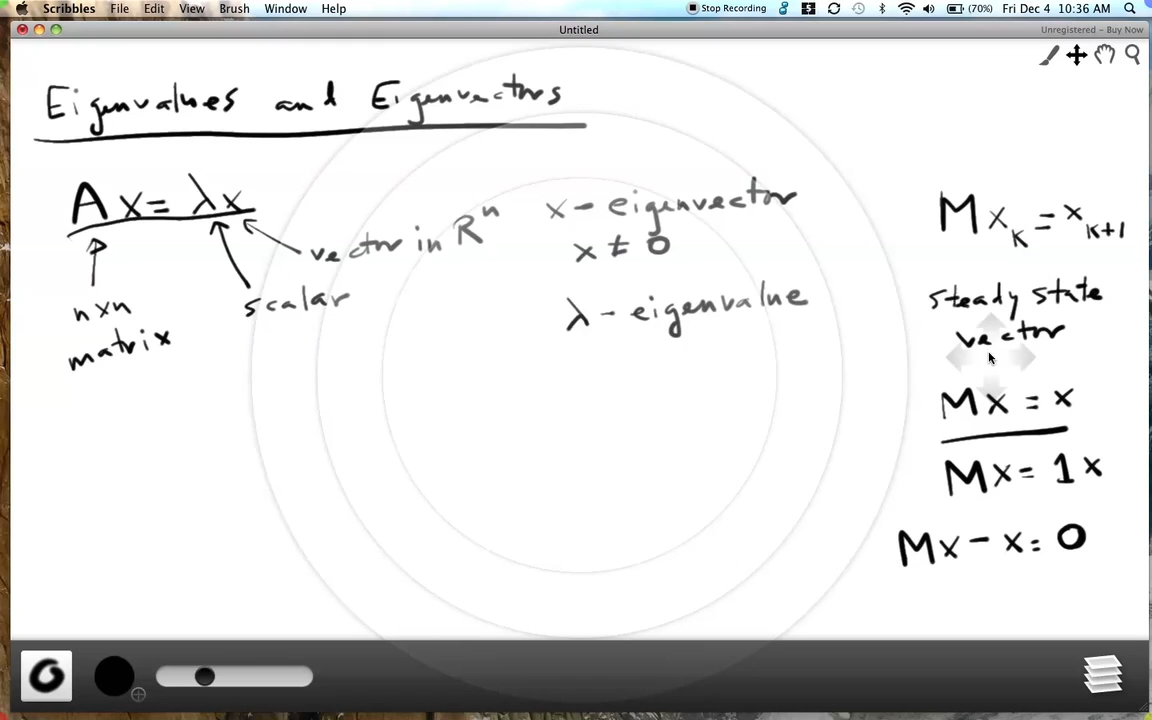 Scribbles File Edit View Brush Window Help Stop Recording (70%) Fri Dec 4 10:36 AM
Untitled Unregistered - Buy Now
Eigenvalues and Eigenvectors
Ax = λx
n×n
matrix
scalar
vector in Rⁿ
x - eigenvector
x ≠ 0
λ - eigenvalue
M x_K = x_K+1
steady state
vector
Mx = x
Mx = 1x
Mx - x = 0